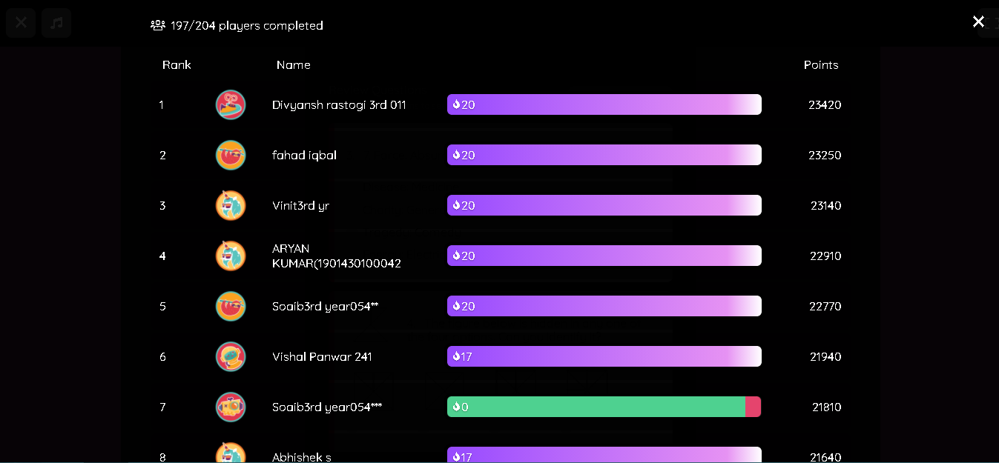 197/204 players completed
Rank Name Points
1 Divyansh rastogi 3rd 011 20 23420
2 fahad iqbal 20 23250
3 Vinit3rd yr 20 23140
4 ARYAN KUMAR(1901430100042 20 22910
5 Soaib3rd year054** 20 22770
6 Vishal Panwar 241 17 21940
7 Soaib3rd year054*** 0 21810
8 Abhishek s 17 21640